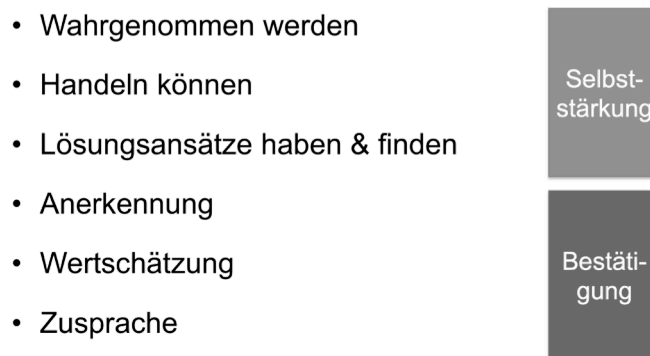 • Wahrgenommen werden
• Handeln können
• Lösungsansätze haben & finden
• Anerkennung
• Wertschätzung
• Zusprache
Selbst-
stärkung
Bestäti-
gung